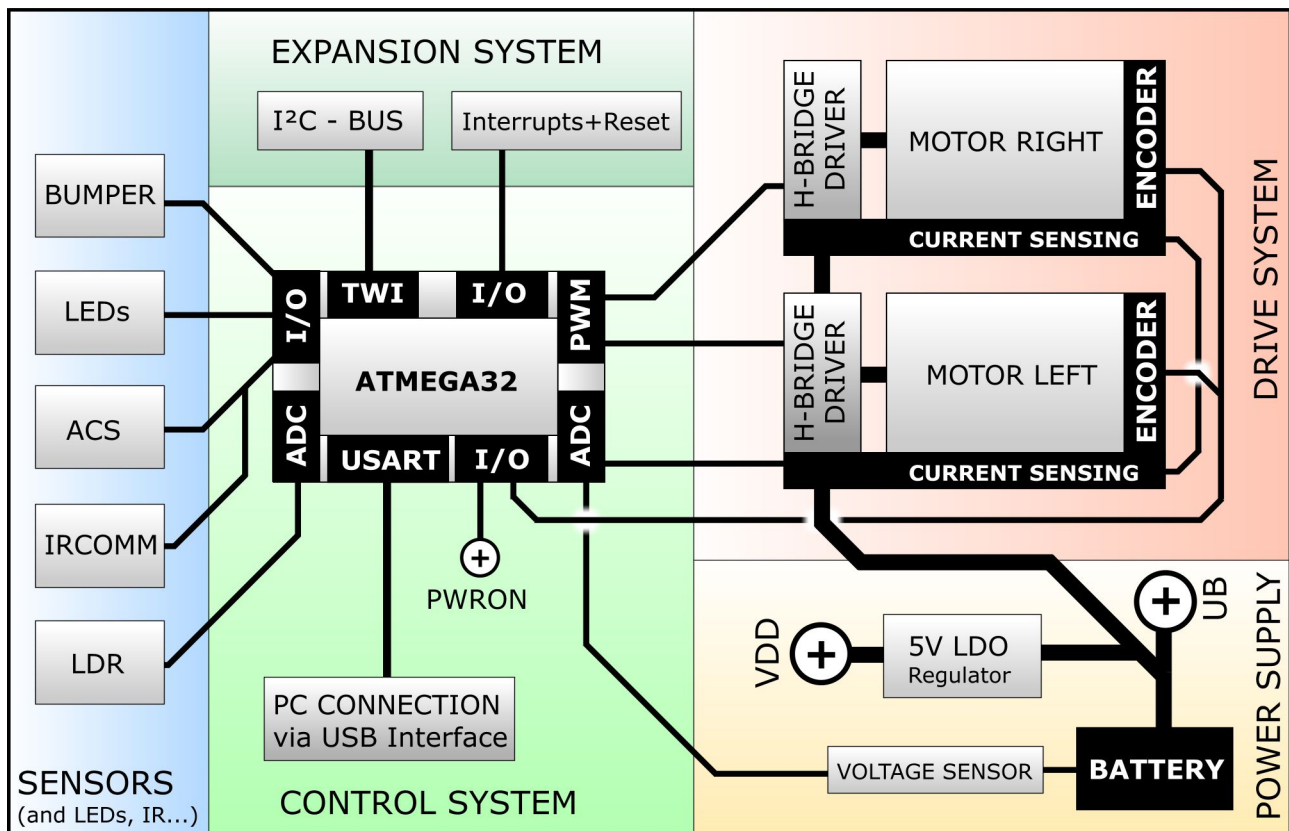 EXPANSION SYSTEM
I²C - BUS
Interrupts+Reset
BUMPER
LEDs
ACS
IRCOMM
LDR
SENSORS
(and LEDs, IR...)
I/O
TWI
I/O
PWM
ATMEGA32
ADC
USART
I/O
ADC
PWRON
PC CONNECTION
via USB Interface
CONTROL SYSTEM
H-BRIDGE
DRIVER
MOTOR RIGHT
ENCODER
CURRENT SENSING
H-BRIDGE
DRIVER
MOTOR LEFT
ENCODER
CURRENT SENSING
DRIVE SYSTEM
VDD
+
5V LDO
Regulator
+
UB
VOLTAGE SENSOR
BATTERY
POWER SUPPLY
+